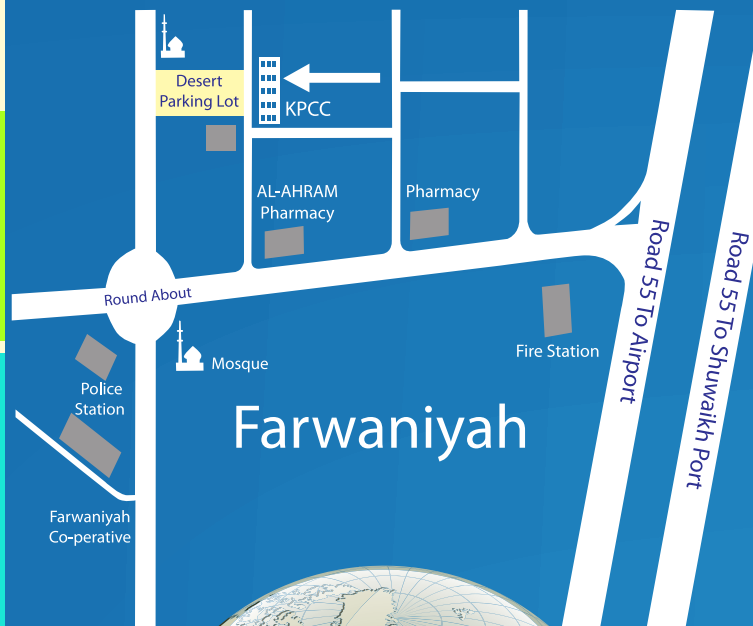 Desert
Parking Lot
KPCC
AL-AHRAM
Pharmacy
Pharmacy
Round About
Road 55 To Airport
Road 55 To Shuwaikh Port
Mosque
Fire Station
Police
Station
Farwaniyah
Farwaniyah
Co-perative